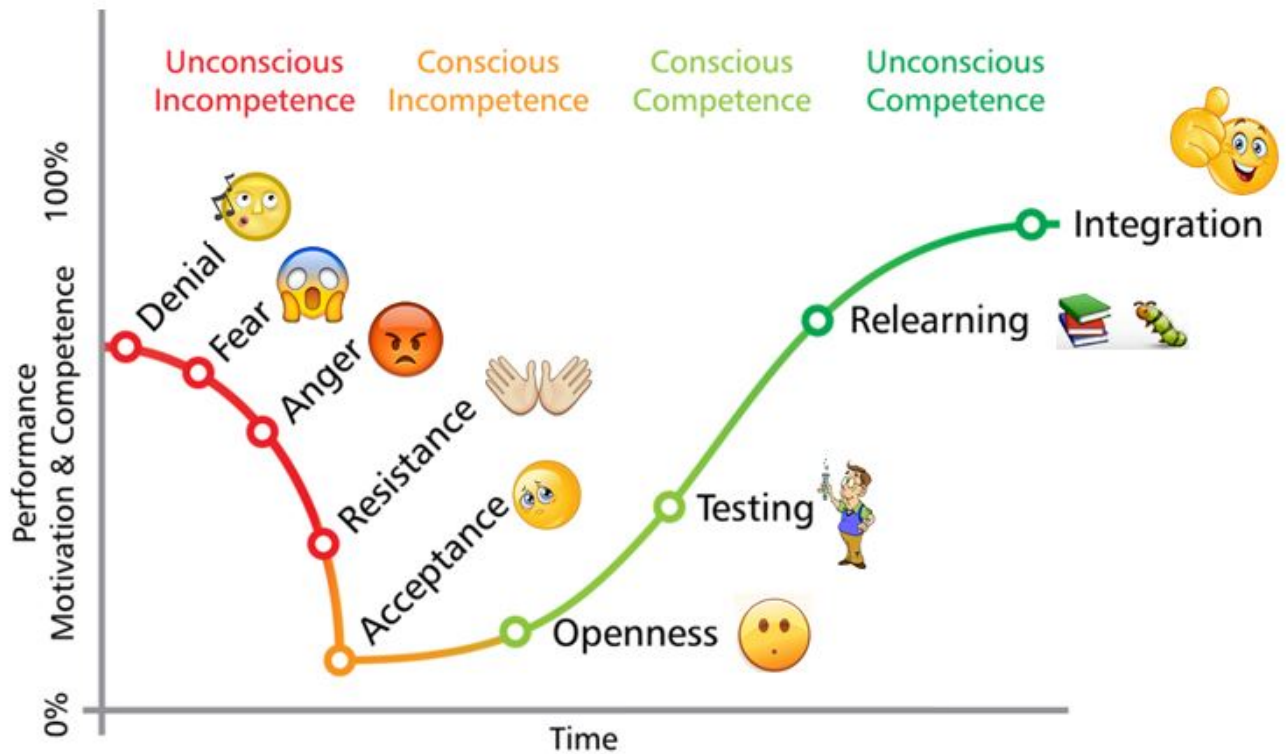 Unconscious
Incompetence
Conscious
Incompetence
Conscious
Competence
Unconscious
Competence
100%
Performance
Motivation & Competence
0%
Denial
Fear
Anger
Resistance
Acceptance
Openness
Testing
Relearning
Integration
Time